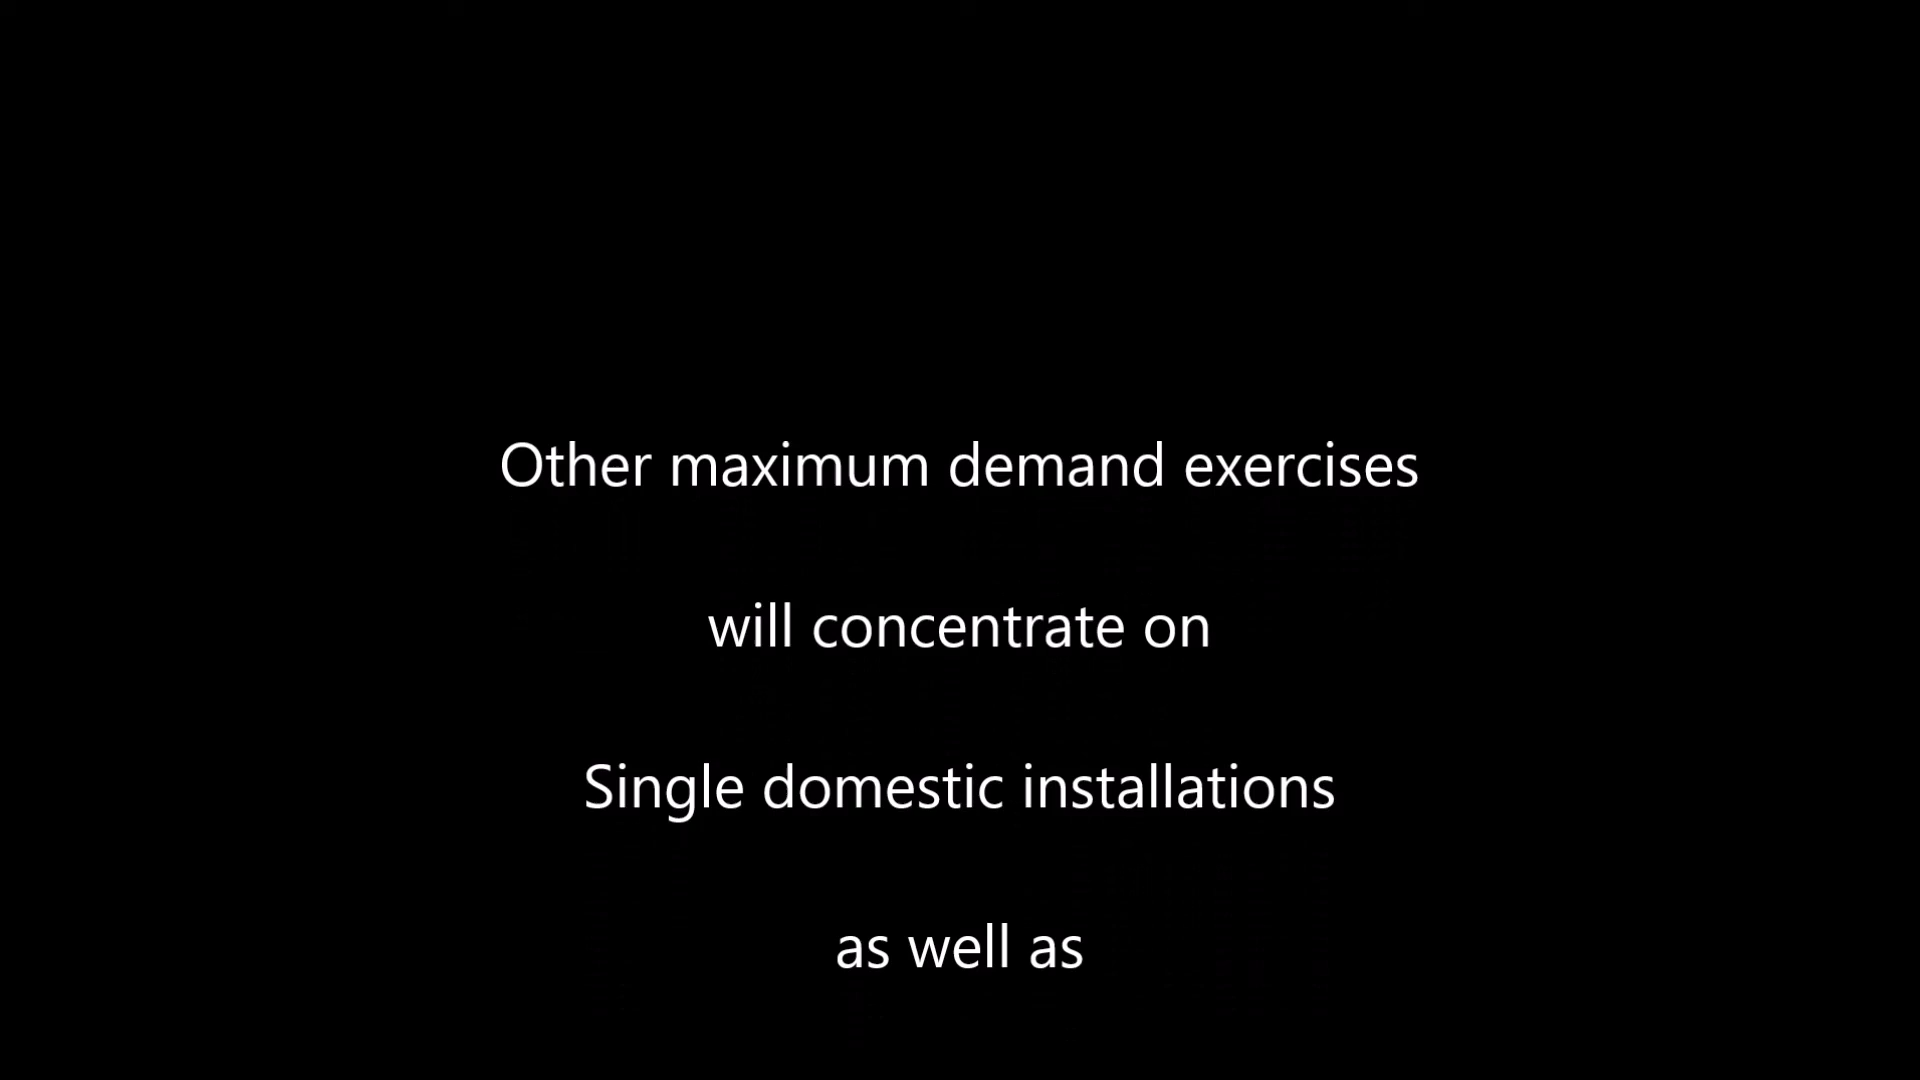 Other maximum demand exercises
will concentrate on
Single domestic installations
as well as